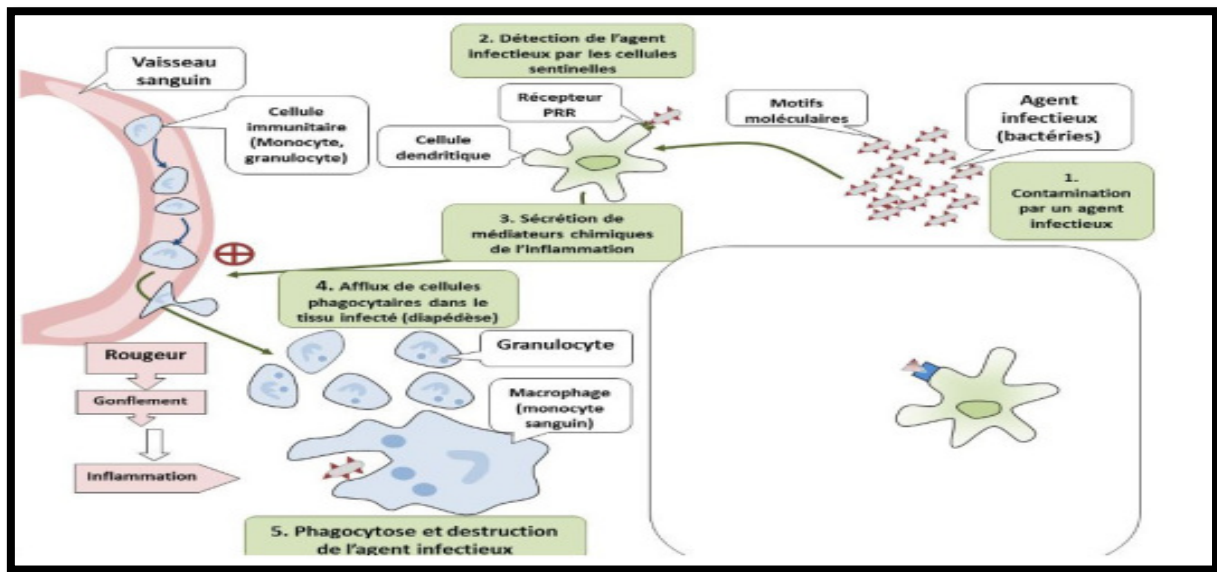 Vaisseau
sanguin
Cellule
immunitaire
(Monocyte,
granulocyte)
2. Détection de l'agent
infectieux par les cellules
sentinelles
Récepteur
PRR
Cellule
dendritique
Motifs
moléculaires
Agent
infectieux
(bactéries)
1.
Contamination
par un agent
infectieux
3. Sécrétion de
médiateurs chimiques
de l'inflammation
4. Afflux de cellules
phagocytaires dans le
tissu infecté (diapédèse)
Rougeur
Gonflement
Inflammation
Granulocyte
Macrophage
(monocyte
sanguin)
5. Phagocytose et destruction
de l'agent infectieux